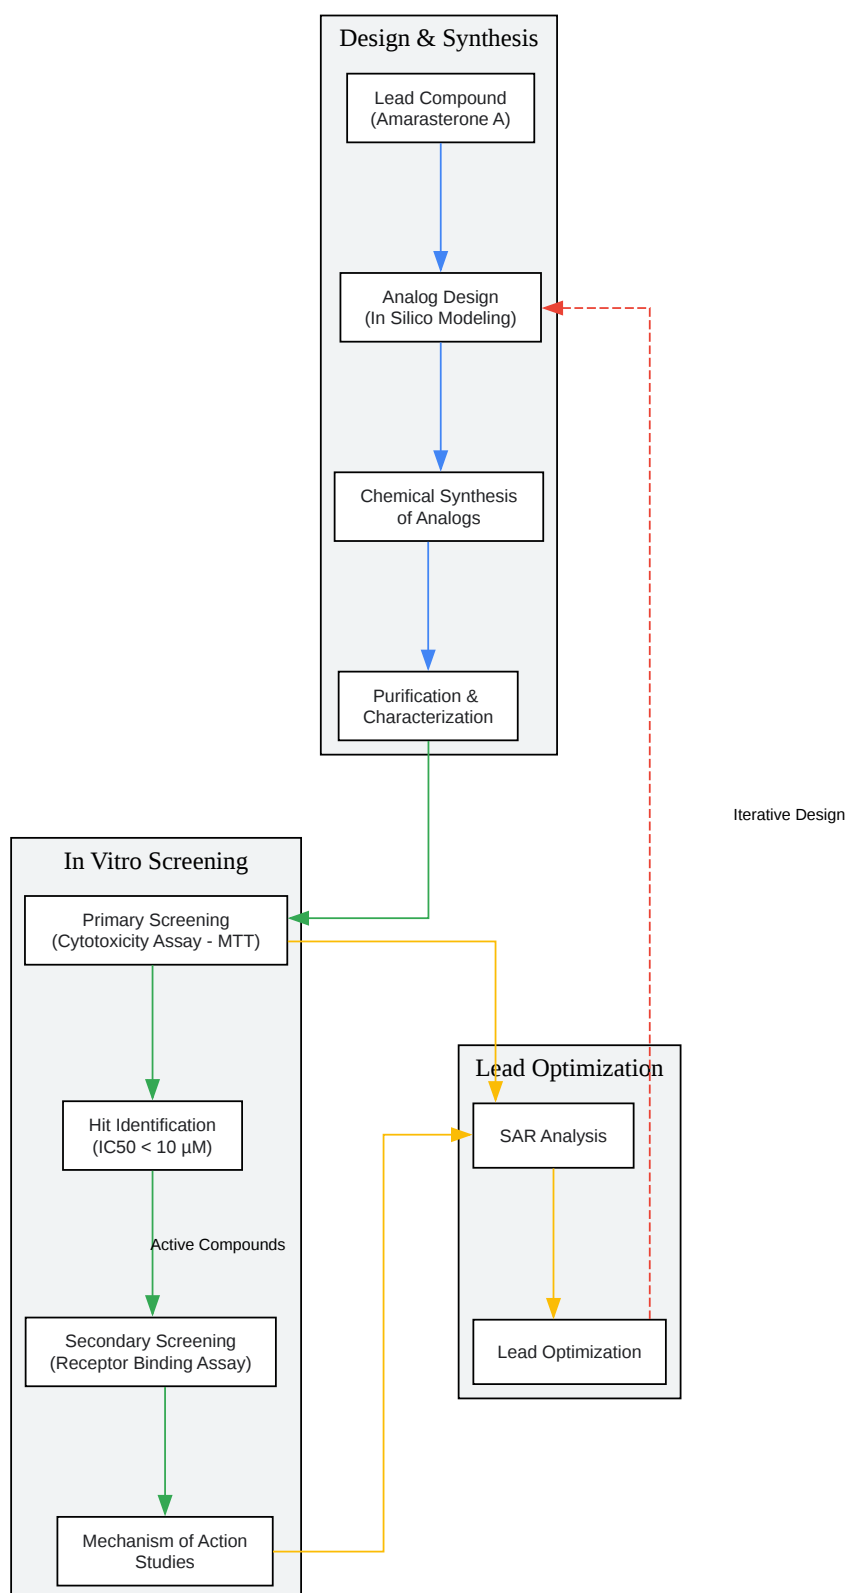 Design & Synthesis
Lead Compound
(Amarasterone A)
Analog Design
(In Silico Modeling)
Chemical Synthesis
of Analogs
Purification &
Characterization
Iterative Design
In Vitro Screening
Primary Screening
(Cytotoxicity Assay - MTT)
Hit Identification
(IC50 < 10 µM)
Active Compounds
Secondary Screening
(Receptor Binding Assay)
Mechanism of Action
Studies
Lead Optimization
SAR Analysis
Lead Optimization